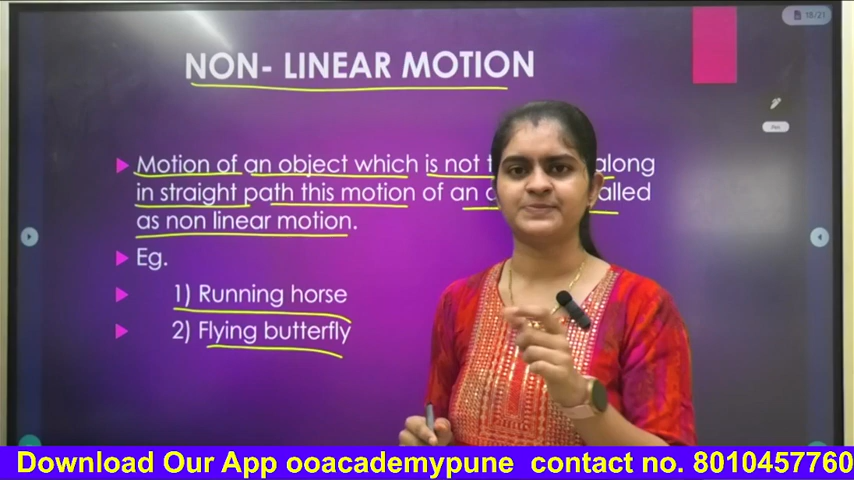 18/21
NON- LINEAR MOTION
Pen
Motion of an object which is not along
in straight path this motion of an
as non linear motion.
Eg.
1) Running horse
2) Flying butterfly
Download Our App ooacademypune contact no. 8010457760